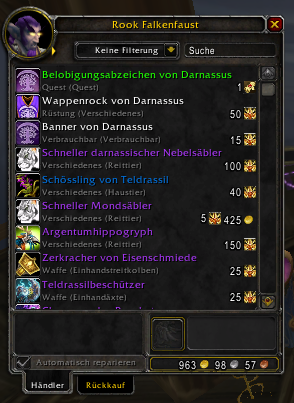 Rook Falkenfaust
Keine Filterung
Suche
Belobigungsabzeichen von Darnassus
Quest (Quest)
1
Wappenrock von Darnassus
Rüstung (Verschiedenes)
50
Banner von Darnassus
Verbrauchbar (Verbrauchbar)
15
Schneller darnassischer Nebelsäbler
Verschiedenes (Reittier)
100
Schössling von Teldrassil
Verschiedenes (Haustier)
40
Schneller Mondsäbler
Verschiedenes (Reittier)
5 425
Argentumhippogryph
Verschiedenes (Reittier)
150
Zerkracher von Eisenschmiede
Waffe (Einhandstreitkolben)
25
Teldrassilbeschützer
Waffe (Einhandäxte)
25
Automatisch reparieren
963 98 57
Händler
Rückkauf